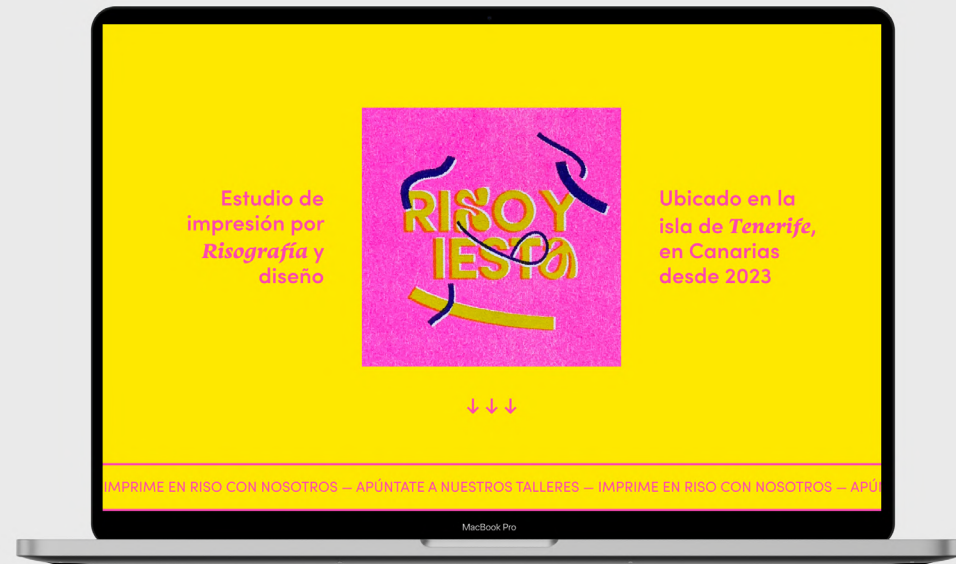 Estudio de
impresión por
Risografía y
diseño
RISO Y
IESTA
Ubicado en la
isla de Tenerife,
en Canarias
desde 2023
↓↓↓
IMPRIME EN RISO CON NOSOTROS — APÚNTATE A NUESTROS TALLERES — IMPRIME EN RISO CON NOSOTROS — APÚ
MacBook Pro